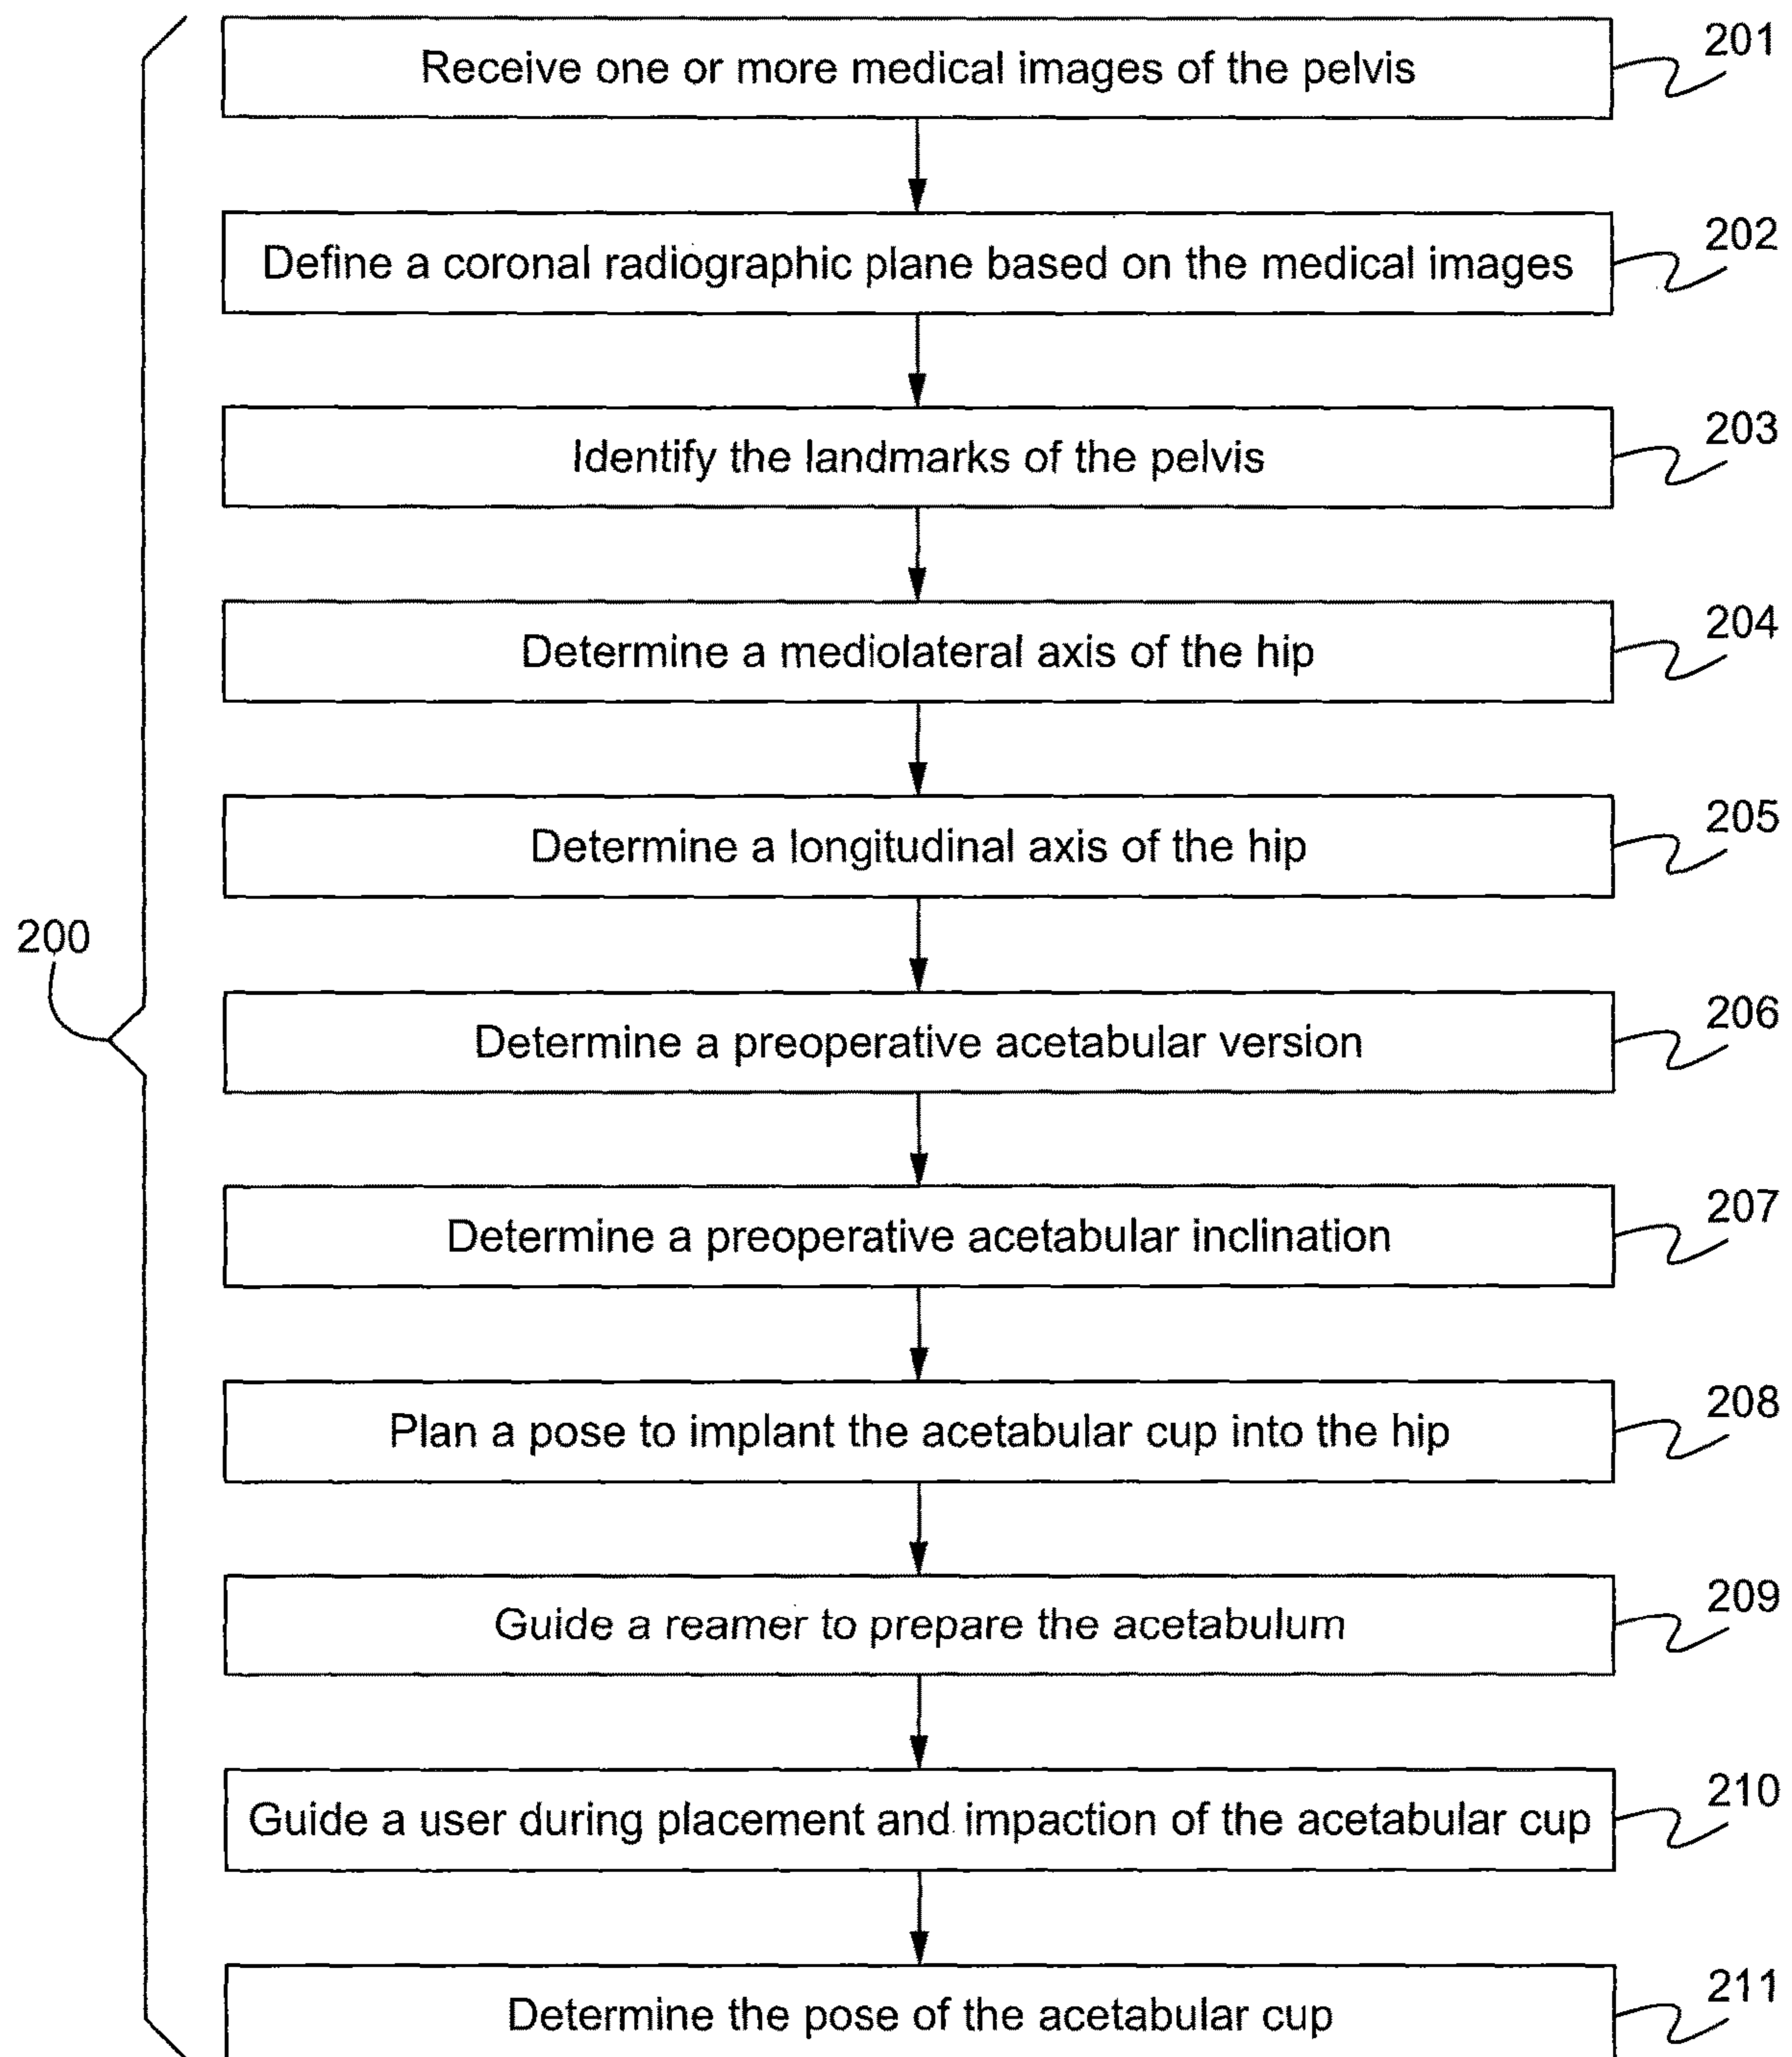 Receive one or more medical images of the pelvis 201
Define a coronal radiographic plane based on the medical images 202
Identify the landmarks of the pelvis 203
Determine a mediolateral axis of the hip 204
Determine a longitudinal axis of the hip 205
200
Determine a preoperative acetabular version 206
Determine a preoperative acetabular inclination 207
Plan a pose to implant the acetabular cup into the hip 208
Guide a reamer to prepare the acetabulum 209
Guide a user during placement and impaction of the acetabular cup 210
Determine the pose of the acetabular cup 211